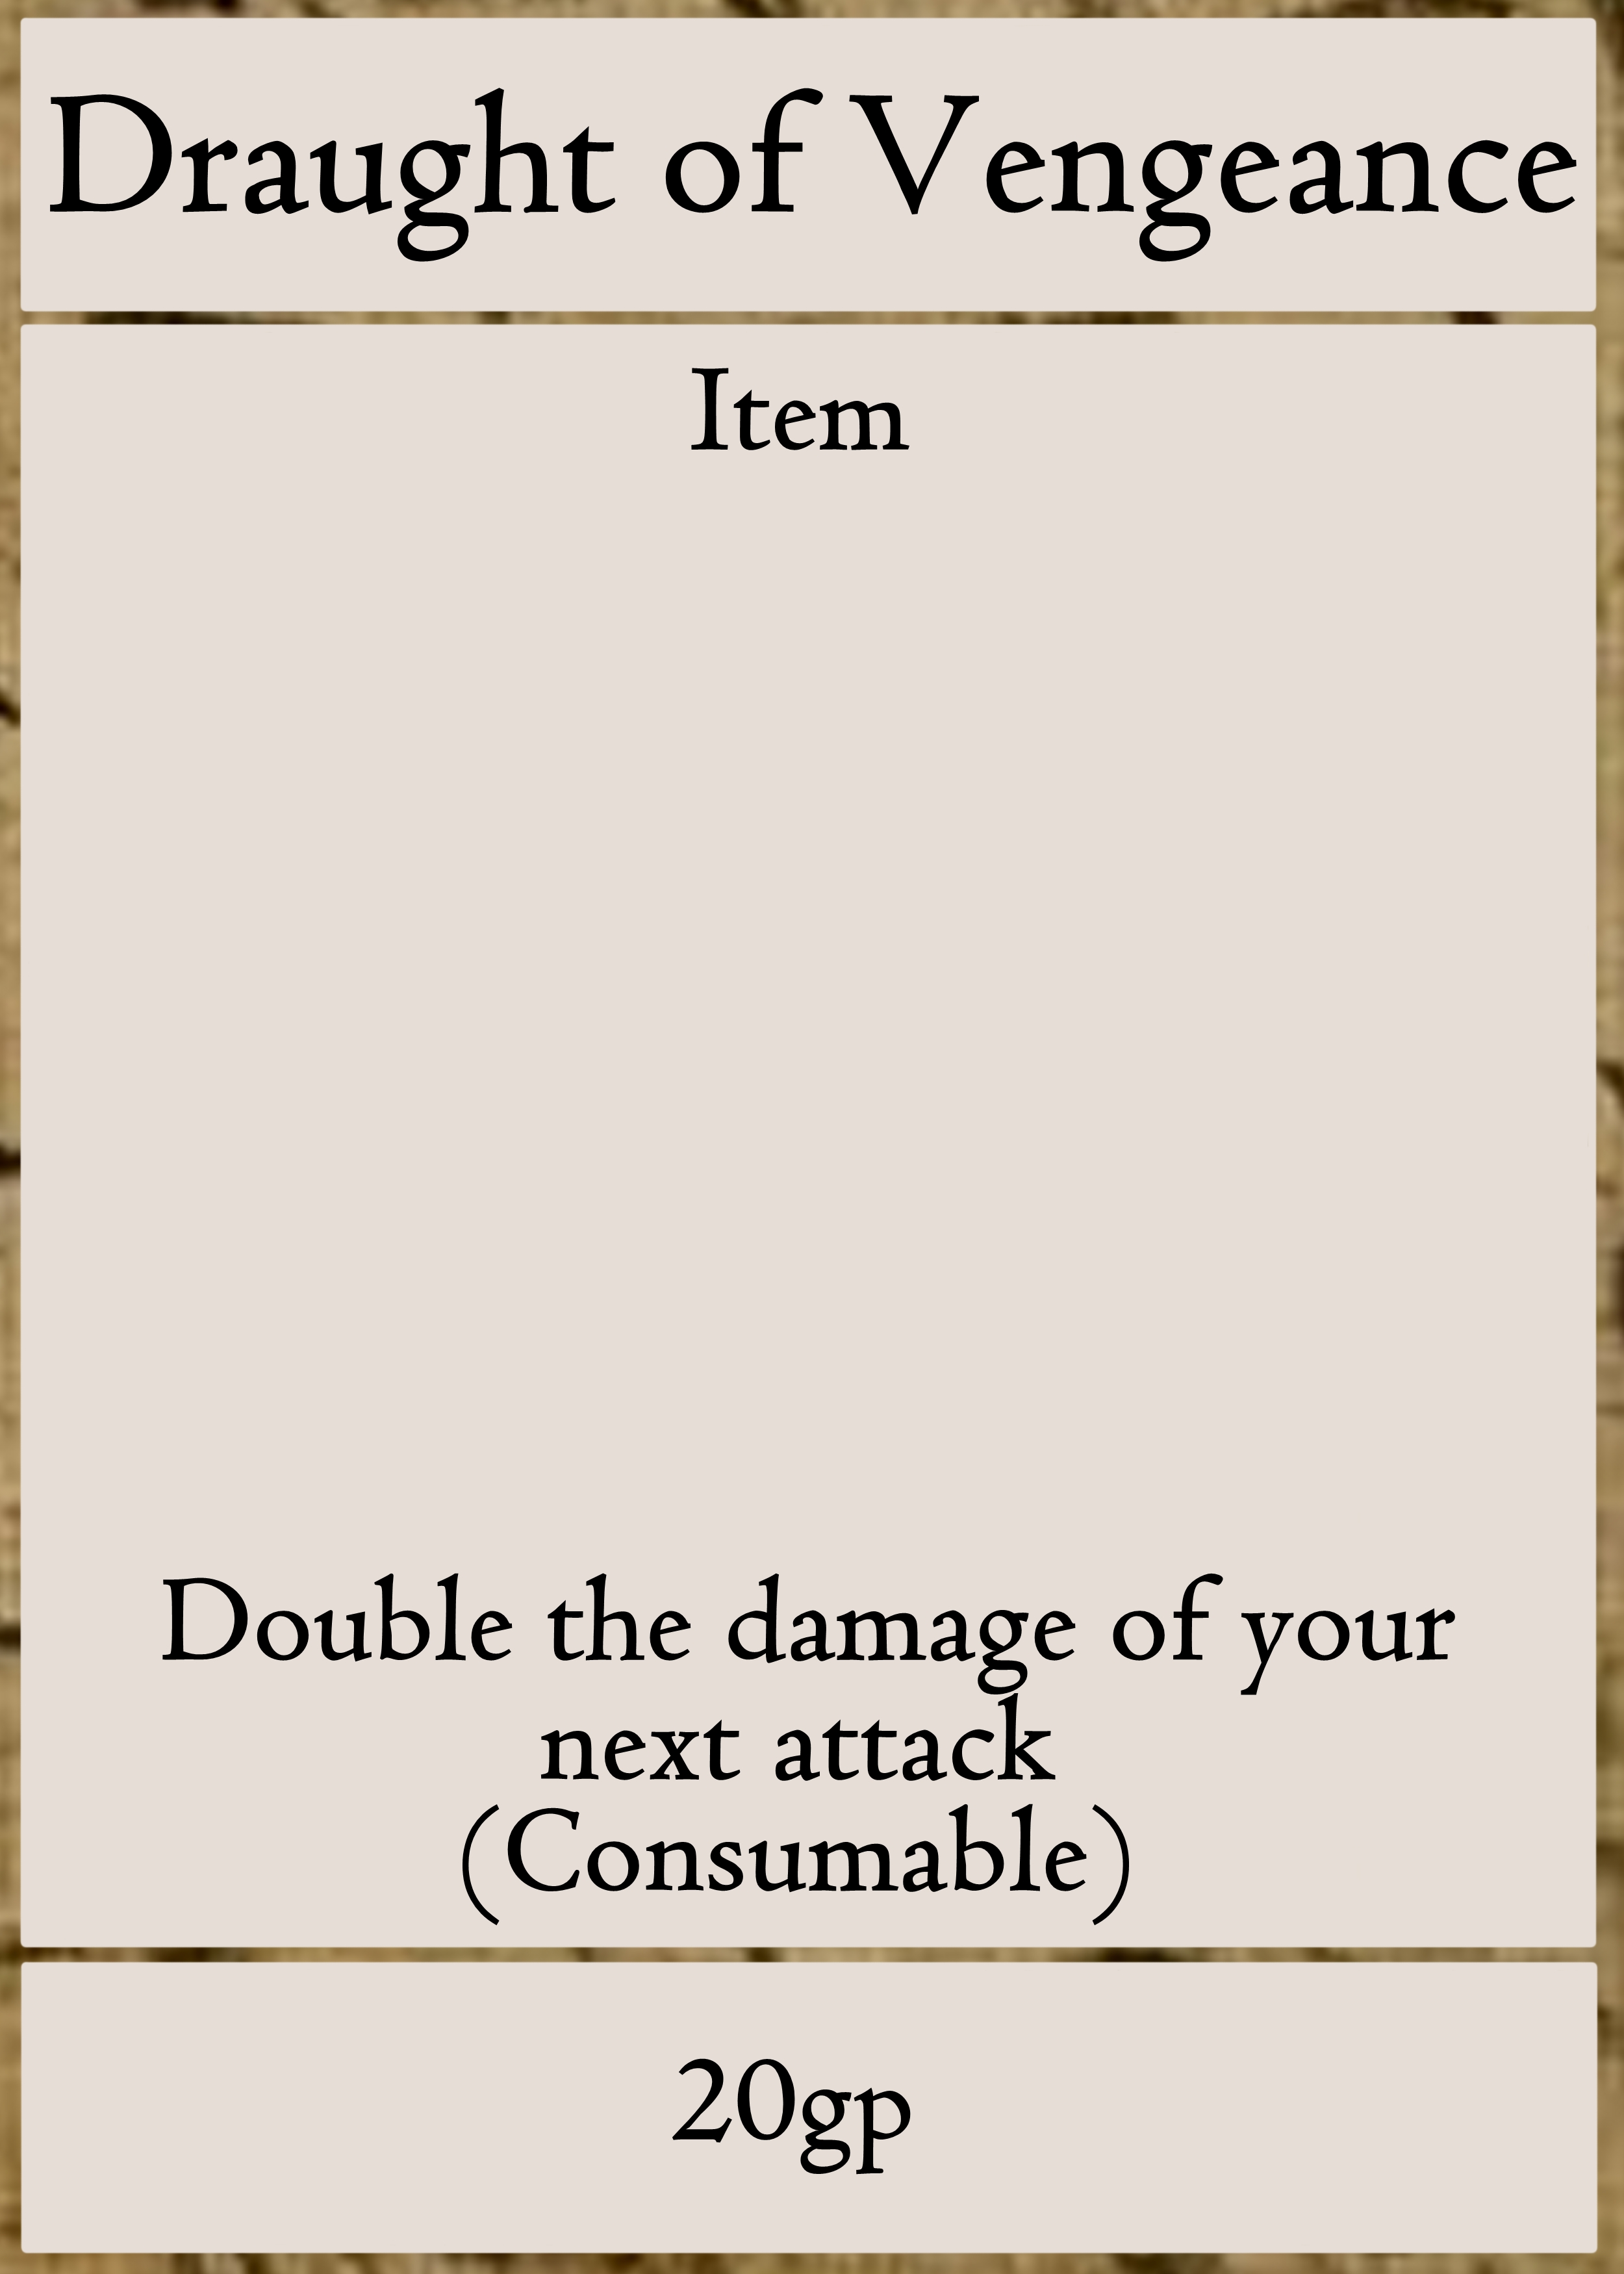 Draught of Vengeance
Item
Double the damage of your
next attack
(Consumable)
20gp